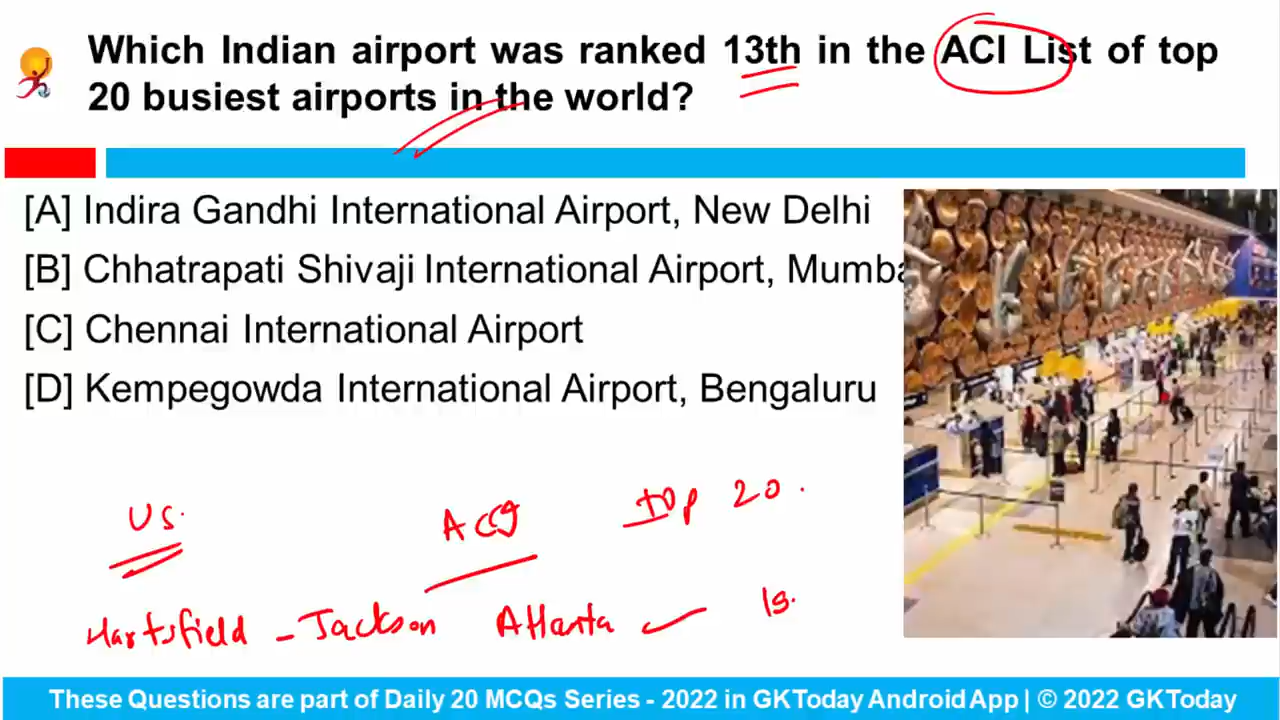 Which Indian airport was ranked 13th in the ACI List of top
20 busiest airports in the world?
[A] Indira Gandhi International Airport, New Delhi
[B] Chhatrapati Shivaji International Airport, Mumba
[C] Chennai International Airport
[D] Kempegowda International Airport, Bengaluru
US.
Top 20.
Hartsfield - Jackson Atlanta
These Questions are part of Daily 20 MCQs Series - 2022 in GKToday Android App | © 2022 GKToday